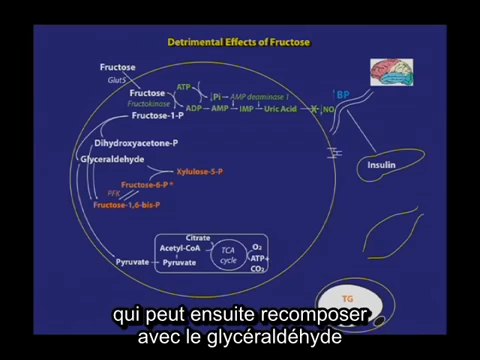 Detrimental Effects of Fructose
Fructose
Glut5
Fructose
Fructokinase
ATP
ADP
Pi
AMP deaminase 1
AMP
IMP
Uric Acid
X
NO
BP
Fructose-1-P
Dihydroxyacetone-P
Glyceraldehyde
Xylulose-5-P
Fructose-6-P*
PFK
Fructose-1,6-bis-P
Insulin
Citrate
Acetyl-CoA
TCA
cycle
O2
ATP+
CO2
Pyruvate
Pyruvate
TG
qui peut ensuite recomposer
avec le glycéraldéhyde